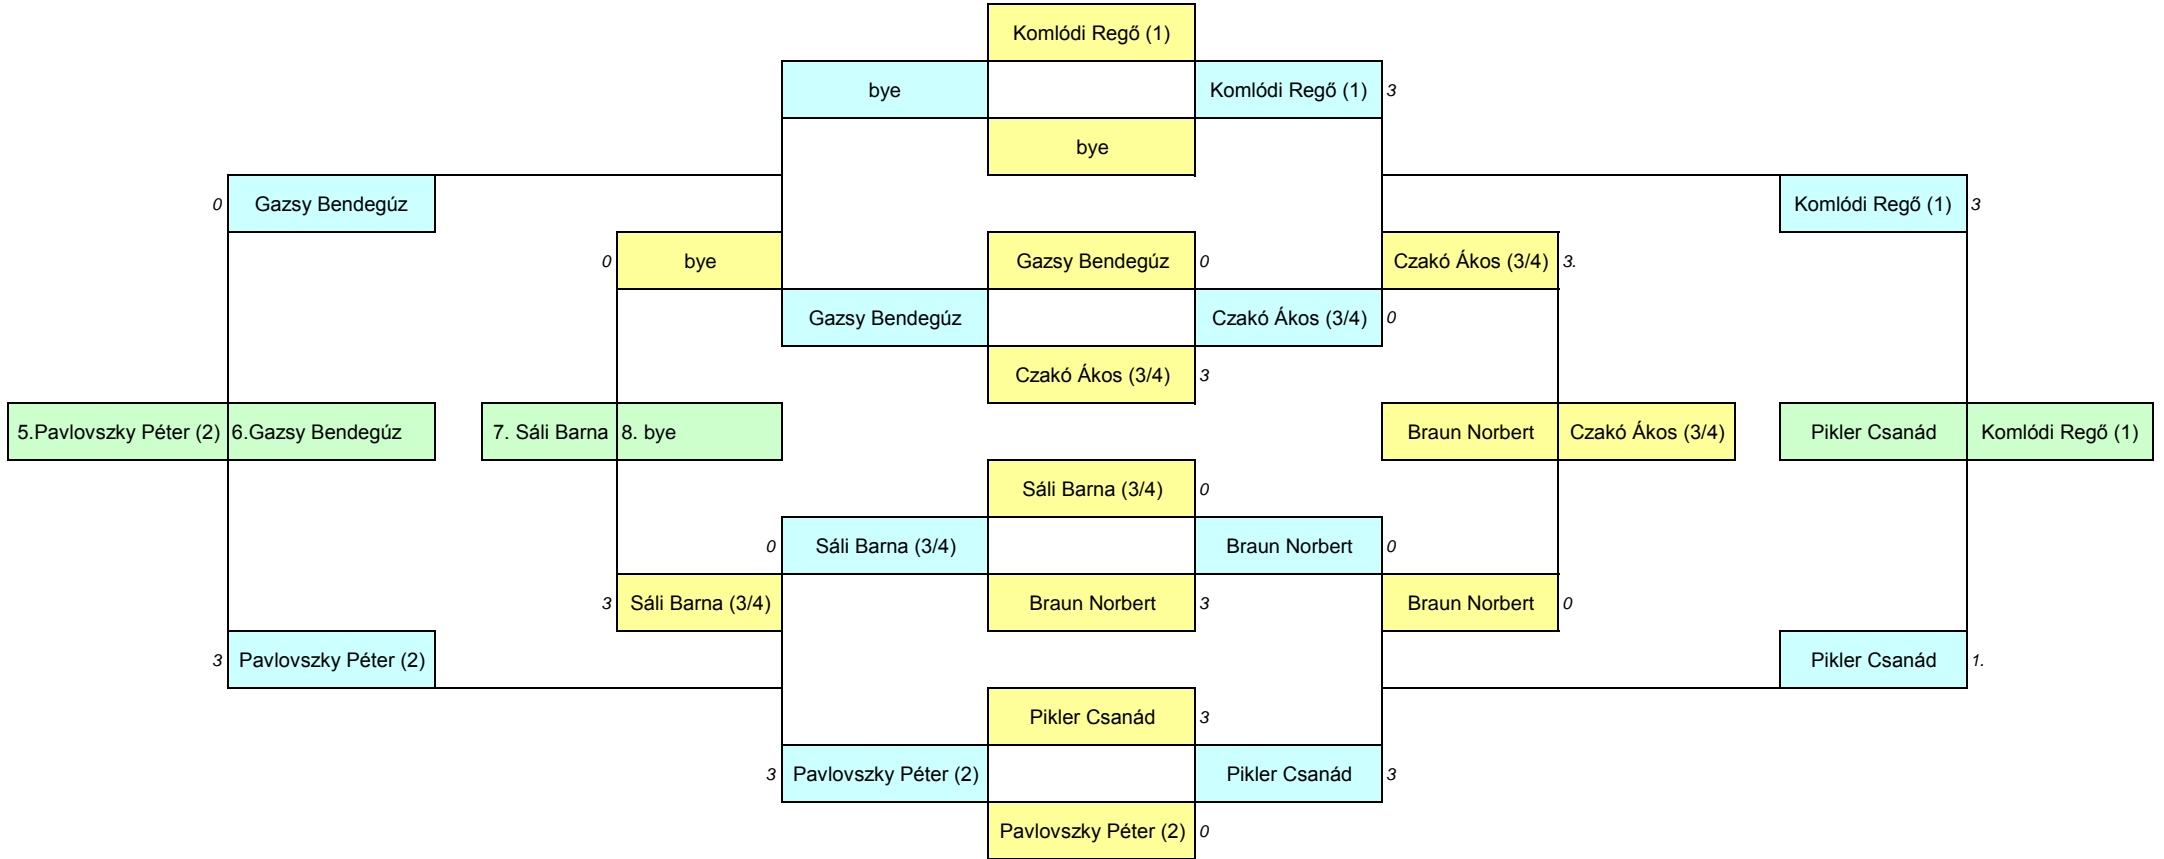 Komlódi Regő (1)
bye
Komlódi Regő (1) 3
bye
0 Gazsy Bendegúz
Komlódi Regő (1) 3
0 bye
Gazsy Bendegúz 0
Czakó Ákos (3/4) 3.
Gazsy Bendegúz
Czakó Ákos (3/4) 0
Czakó Ákos (3/4) 3
5.Pavlovszky Péter (2) 6.Gazsy Bendegúz
7. Sáli Barna 8. bye
Braun Norbert Czakó Ákos (3/4)
Pikler Csanád Komlódi Regő (1)
Sáli Barna (3/4) 0
0 Sáli Barna (3/4)
Braun Norbert 0
3 Sáli Barna (3/4)
Braun Norbert 3
Braun Norbert 0
3 Pavlovszky Péter (2)
Pikler Csanád 1.
Pikler Csanád 3
3 Pavlovszky Péter (2)
Pikler Csanád 3
Pavlovszky Péter (2) 0